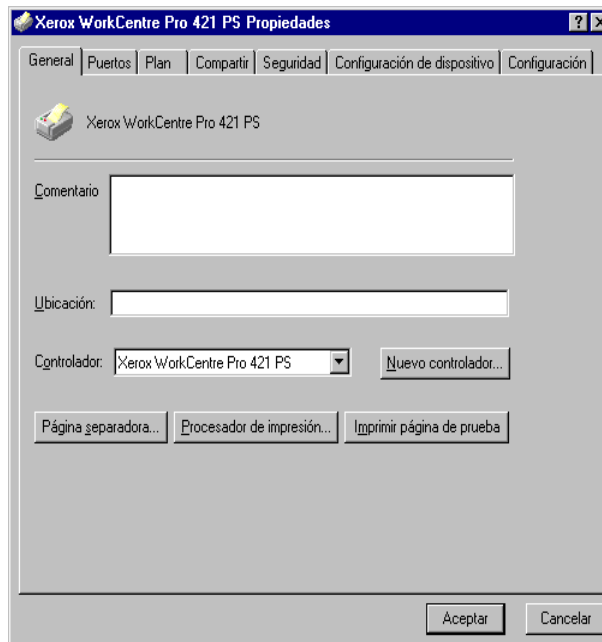 Xerox WorkCentre Pro 421 PS Propiedades
General Puertos Plan Compartir Seguridad Configuración de dispositivo Configuración
Xerox WorkCentre Pro 421 PS
Comentario
Ubicación:
Controlador: Xerox WorkCentre Pro 421 PS Nuevo controlador...
Página separadora... Procesador de impresión... Imprimir página de prueba
Aceptar Cancelar